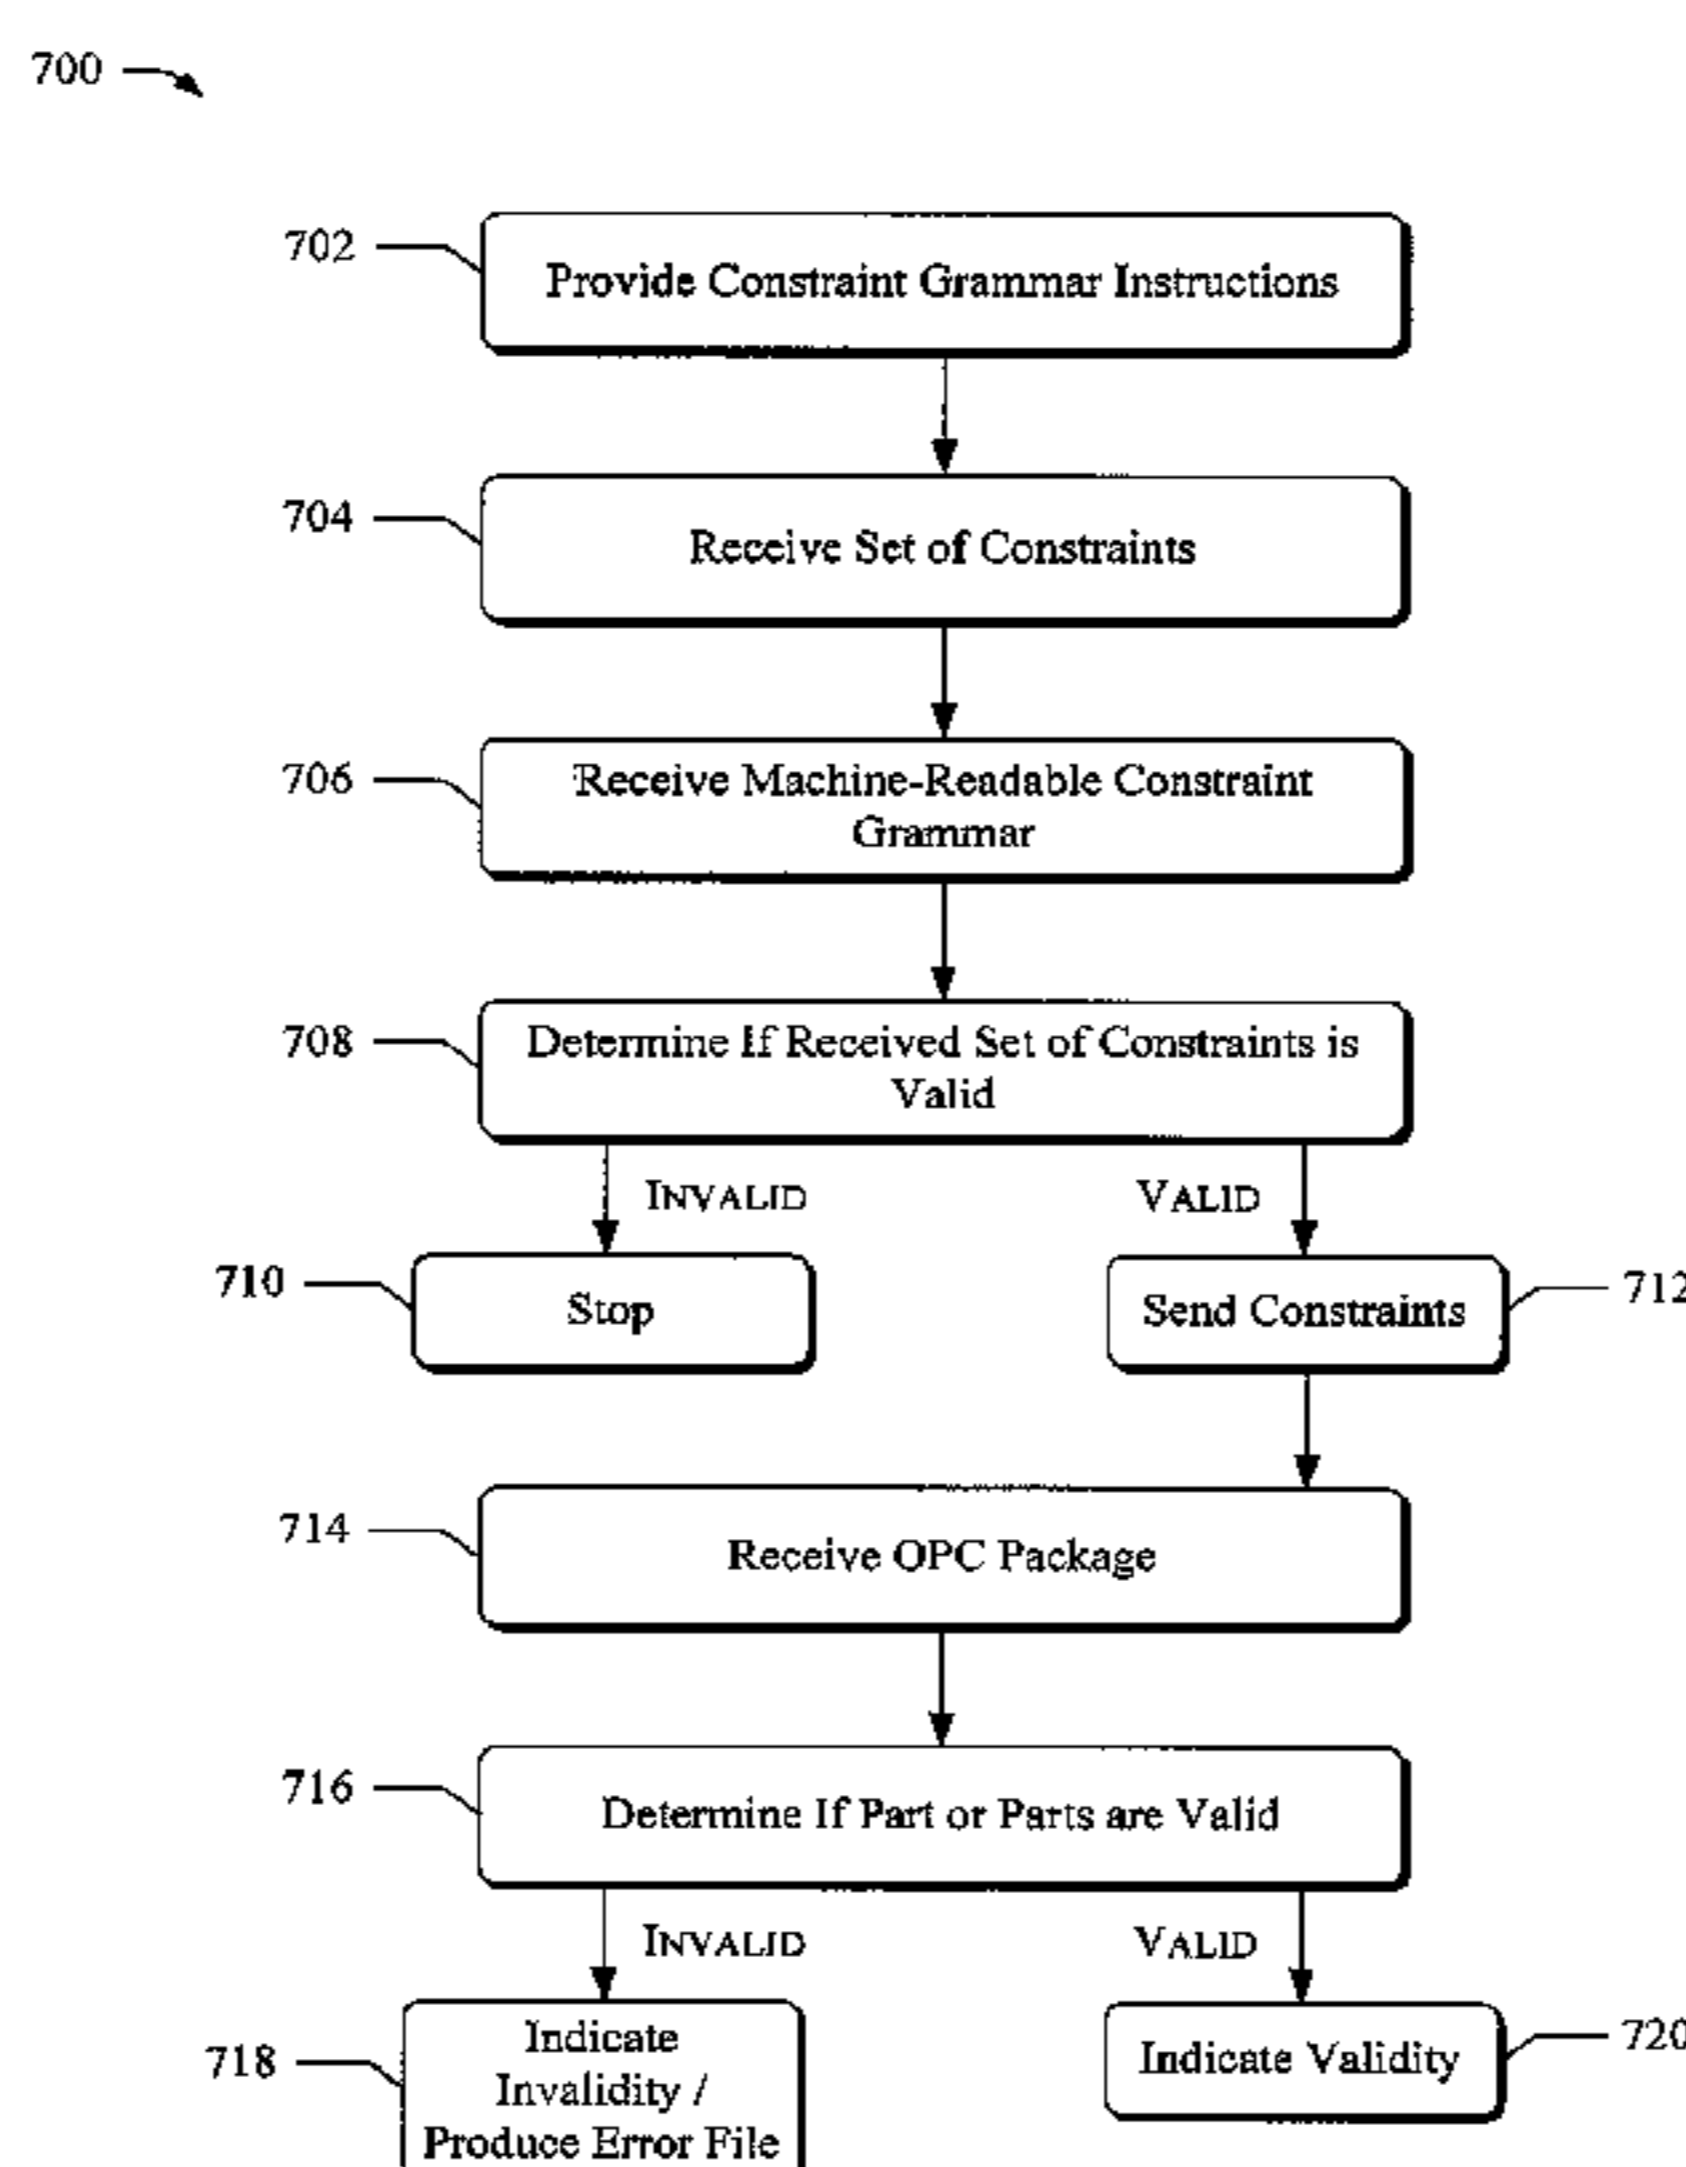 700
702
Provide Constraint Grammar Instructions
704
Receive Set of Constraints
706
Receive Machine-Readable Constraint
Grammar
708
Determine If Received Set of Constraints is
Valid
INVALID
VALID
710
Stop
Send Constraints
712
714
Receive OPC Package
716
Determine If Part or Parts are Valid
INVALID
VALID
718
Indicate
Invalidity /
Produce Error File
Indicate Validity
720